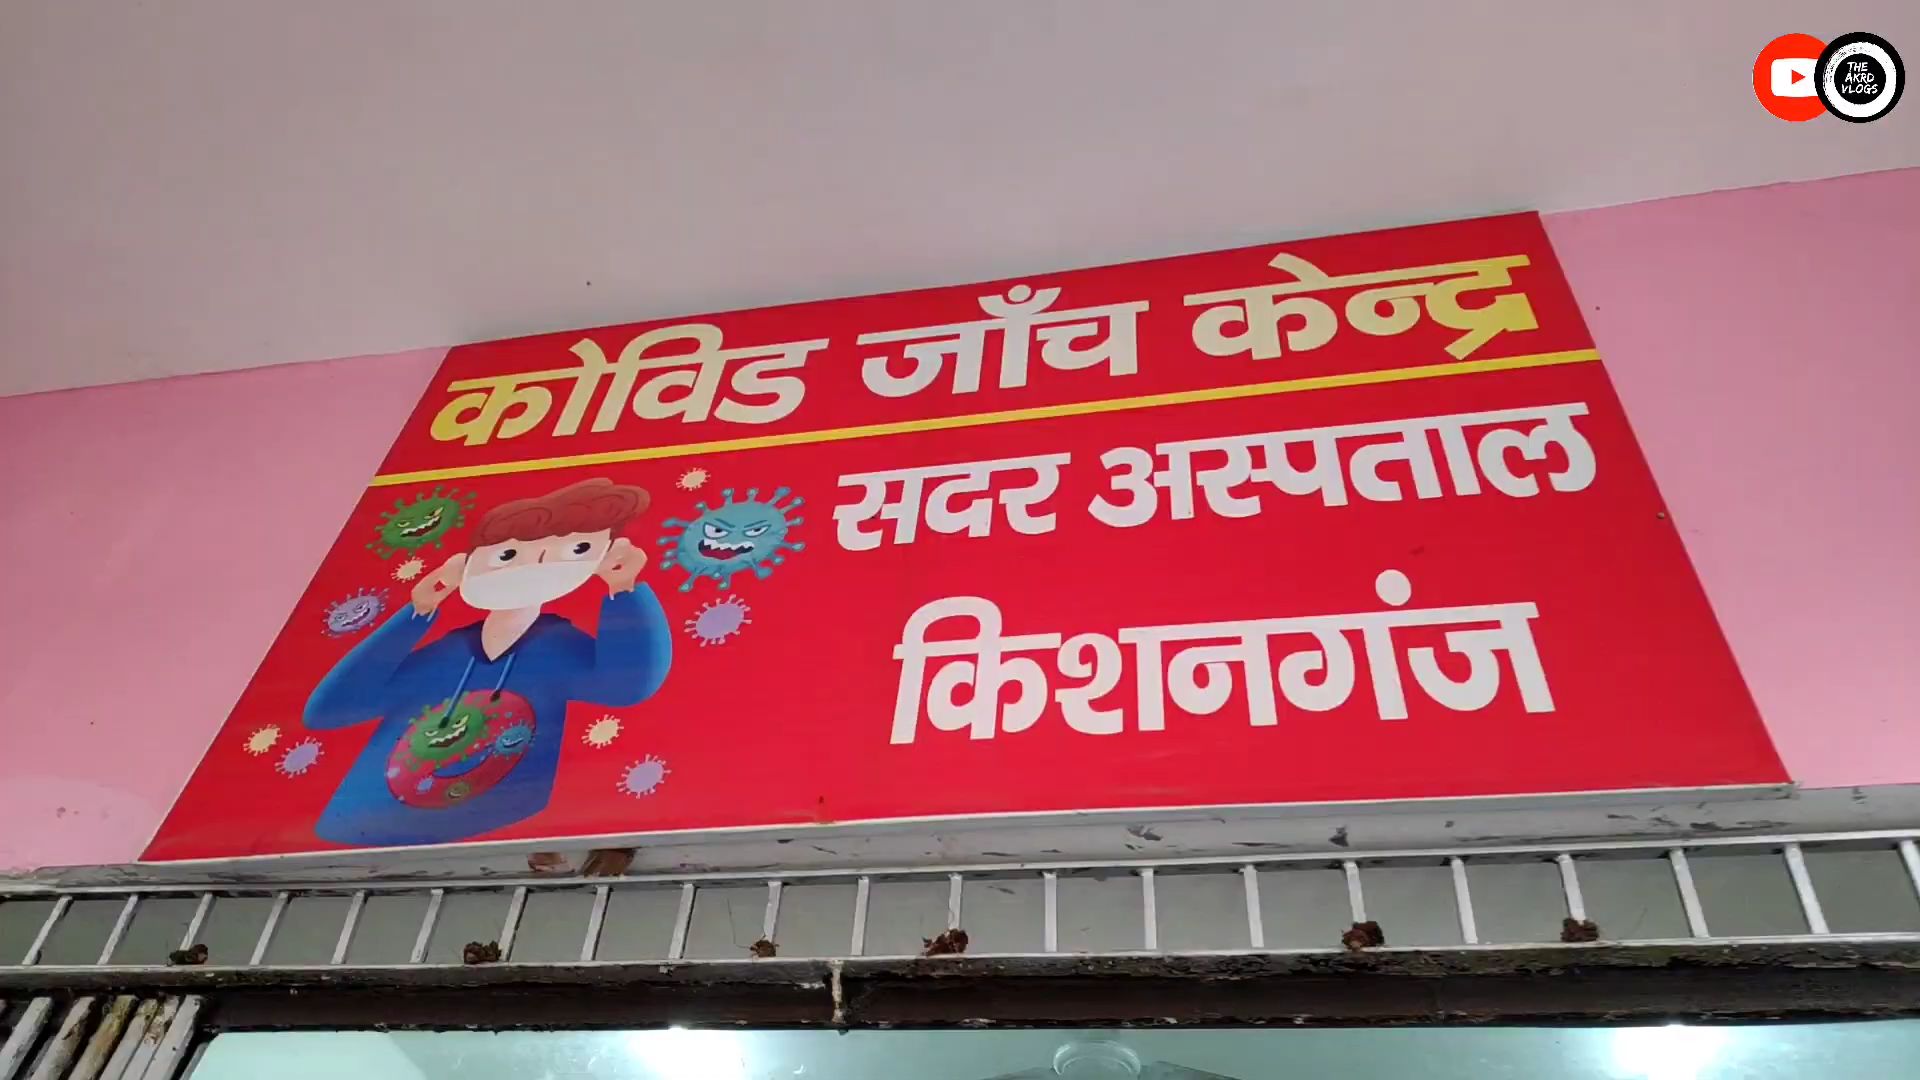 THE
AKRD
VLOGS
कोविड जाँच केन्द्र
सदर अस्पताल
किशनगंज